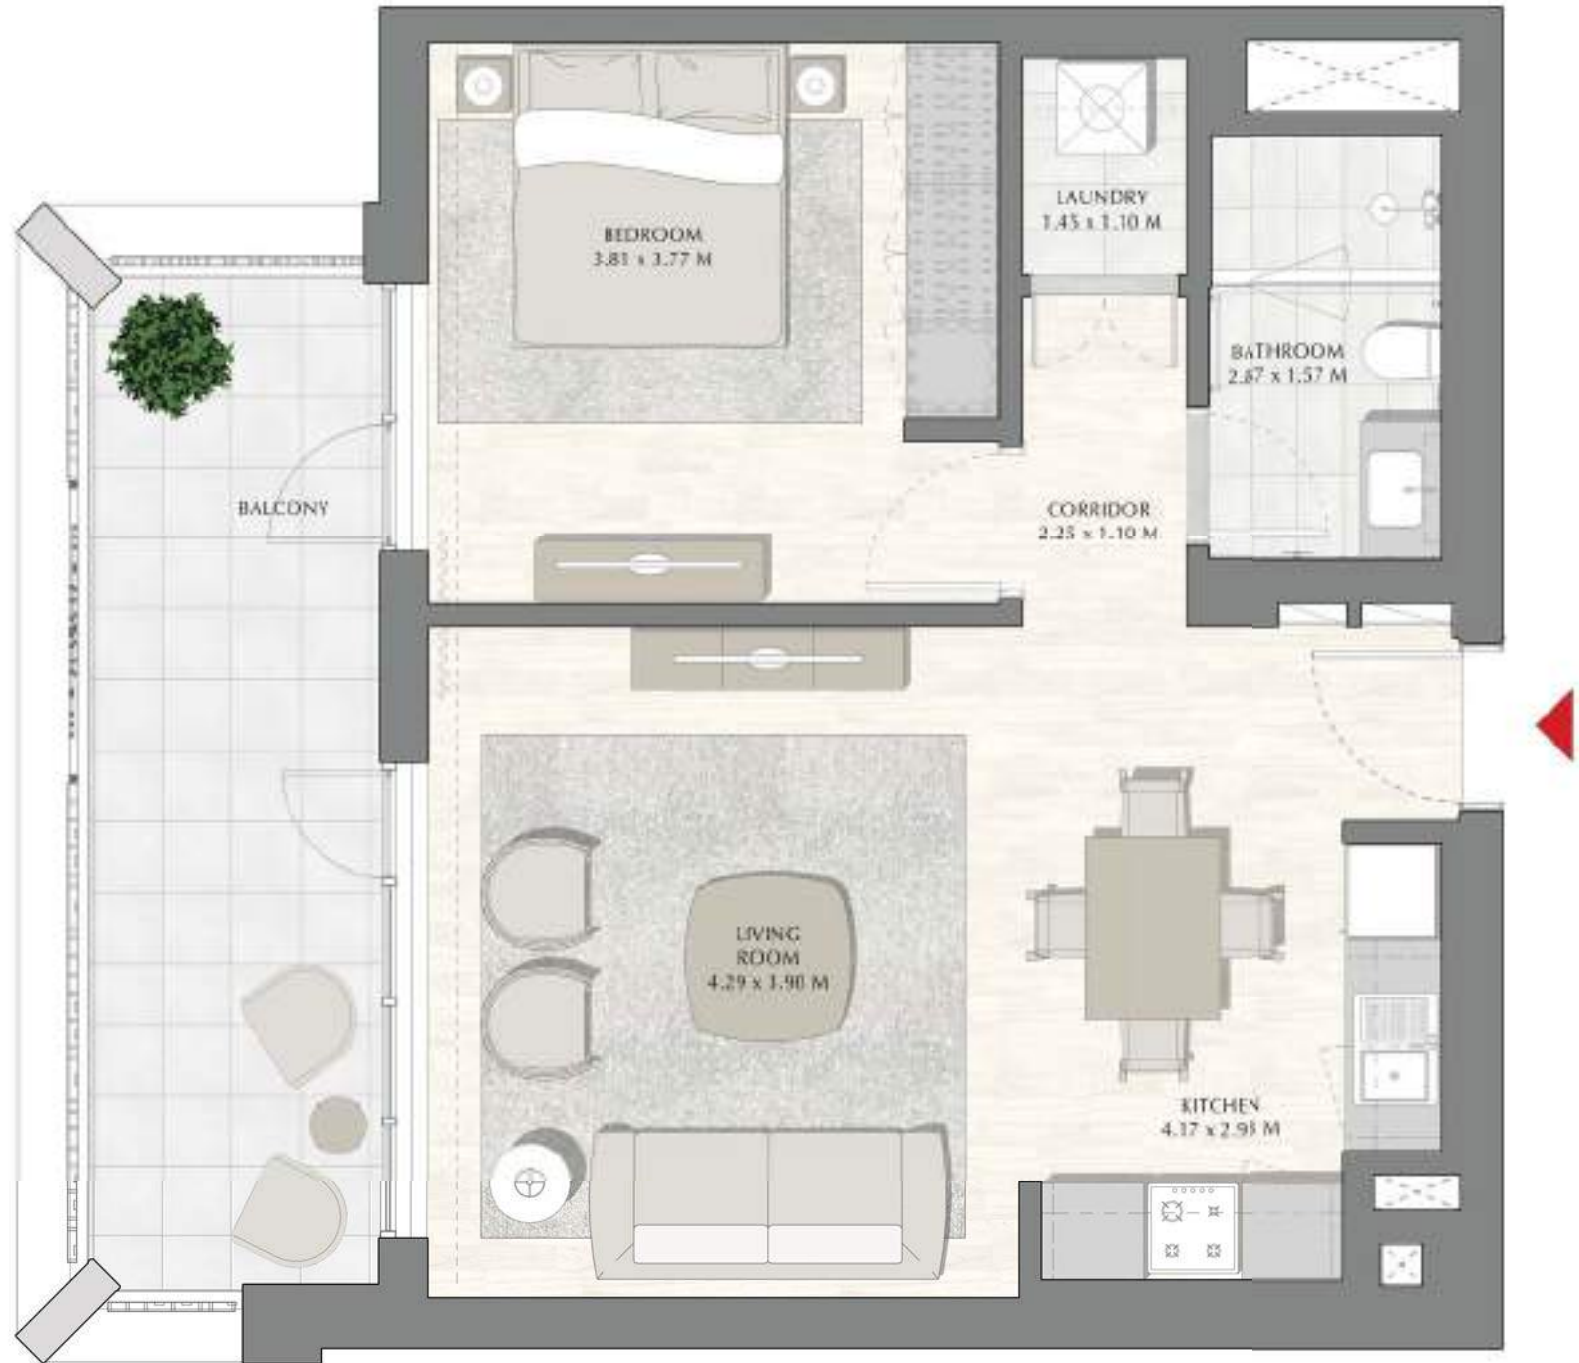 BEDROOM
3.81 x 3.77 M
LAUNDRY
1.45 x 1.10 M
BATHROOM
2.87 x 1.57 M
BALCONY
CORRIDOR
2.25 x 1.10 M
LIVING
ROOM
4.29 x 3.90 M
KITCHEN
4.17 x 2.95 M